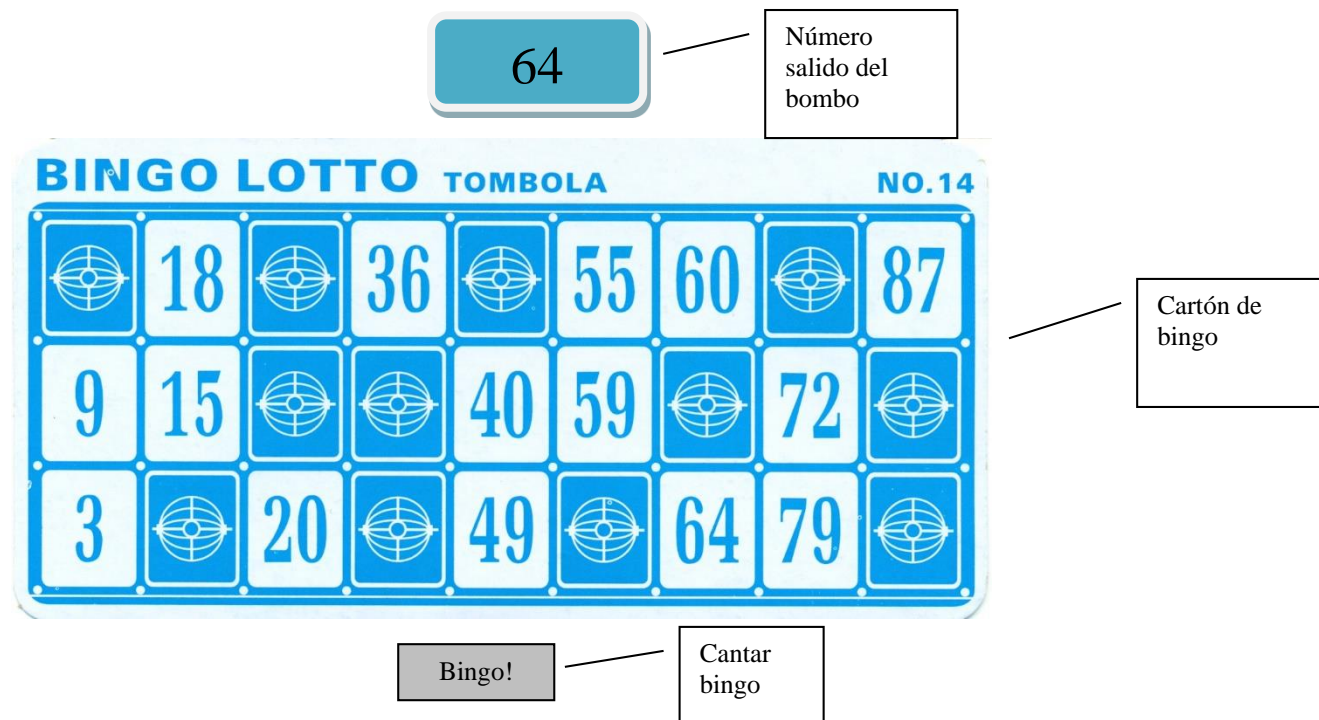 64
Número
salido del
bombo
BINGO LOTTO TOMBOLA NO.14
18 36 55 60 87
9 15 40 59 72
3 20 49 64 79
Cartón de
bingo
Bingo!
Cantar
bingo